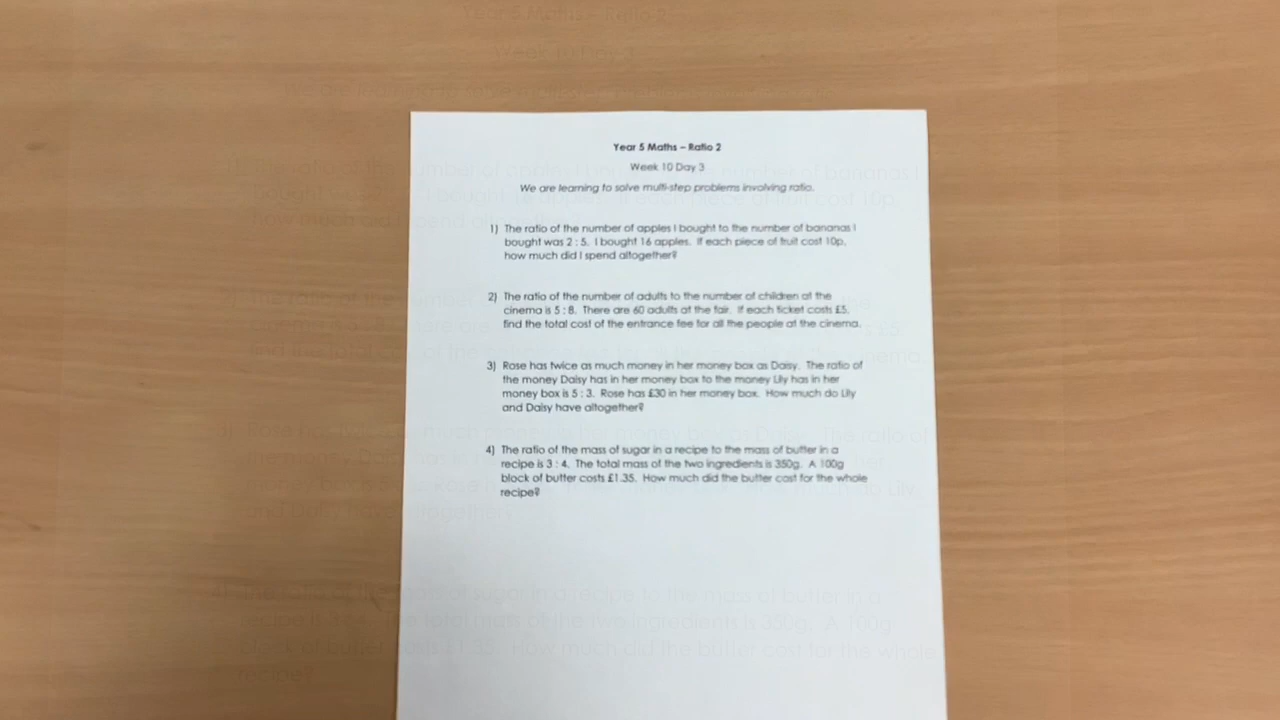 Year 5 Maths – Ratio 2
Week 10 Day 3
We are learning to solve multi-step problems involving ratio.
1) The ratio of the number of apples I bought to the number of bananas I
bought was 2 : 5. I bought 16 apples. If each piece of fruit cost 10p,
how much did I spend altogether?
2) The ratio of the number of adults to the number of children at the
cinema is 5 : 8. There are 60 adults at the fair. If each ticket costs £5,
find the total cost of the entrance fee for all the people at the cinema.
3) Rose has twice as much money in her money box as Daisy. The ratio of
the money Daisy has in her money box to the money Lily has in her
money box is 5 : 3. Rose has £30 in her money box. How much do Lily
and Daisy have altogether?
4) The ratio of the mass of sugar in a recipe to the mass of butter in a
recipe is 3 : 4. The total mass of the two ingredients is 350g. A 100g
block of butter costs £1.35. How much did the butter cost for the whole
recipe?